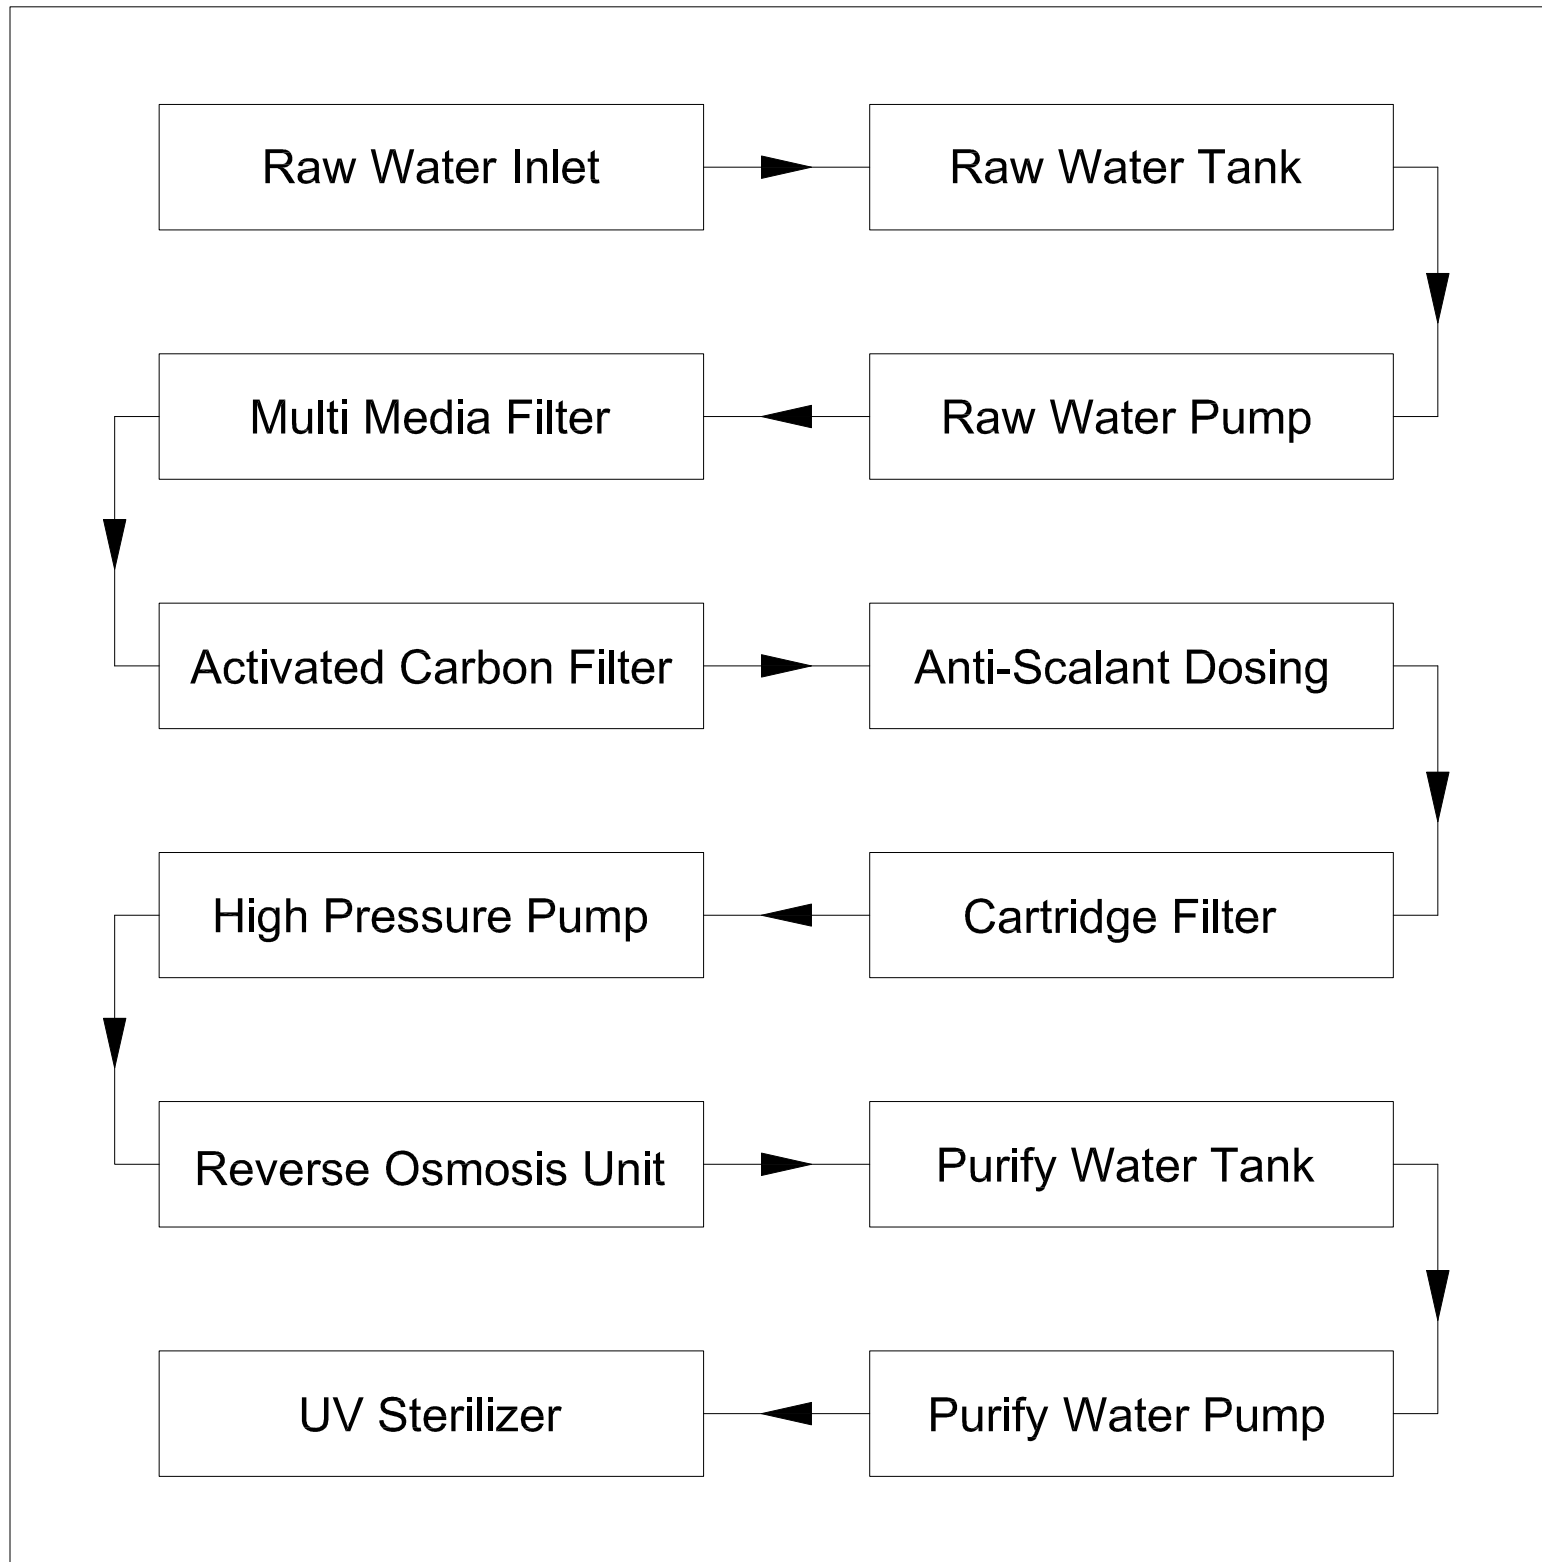 Raw Water Inlet
Raw Water Tank
Multi Media Filter
Raw Water Pump
Activated Carbon Filter
Anti-Scalant Dosing
High Pressure Pump
Cartridge Filter
Reverse Osmosis Unit
Purify Water Tank
UV Sterilizer
Purify Water Pump